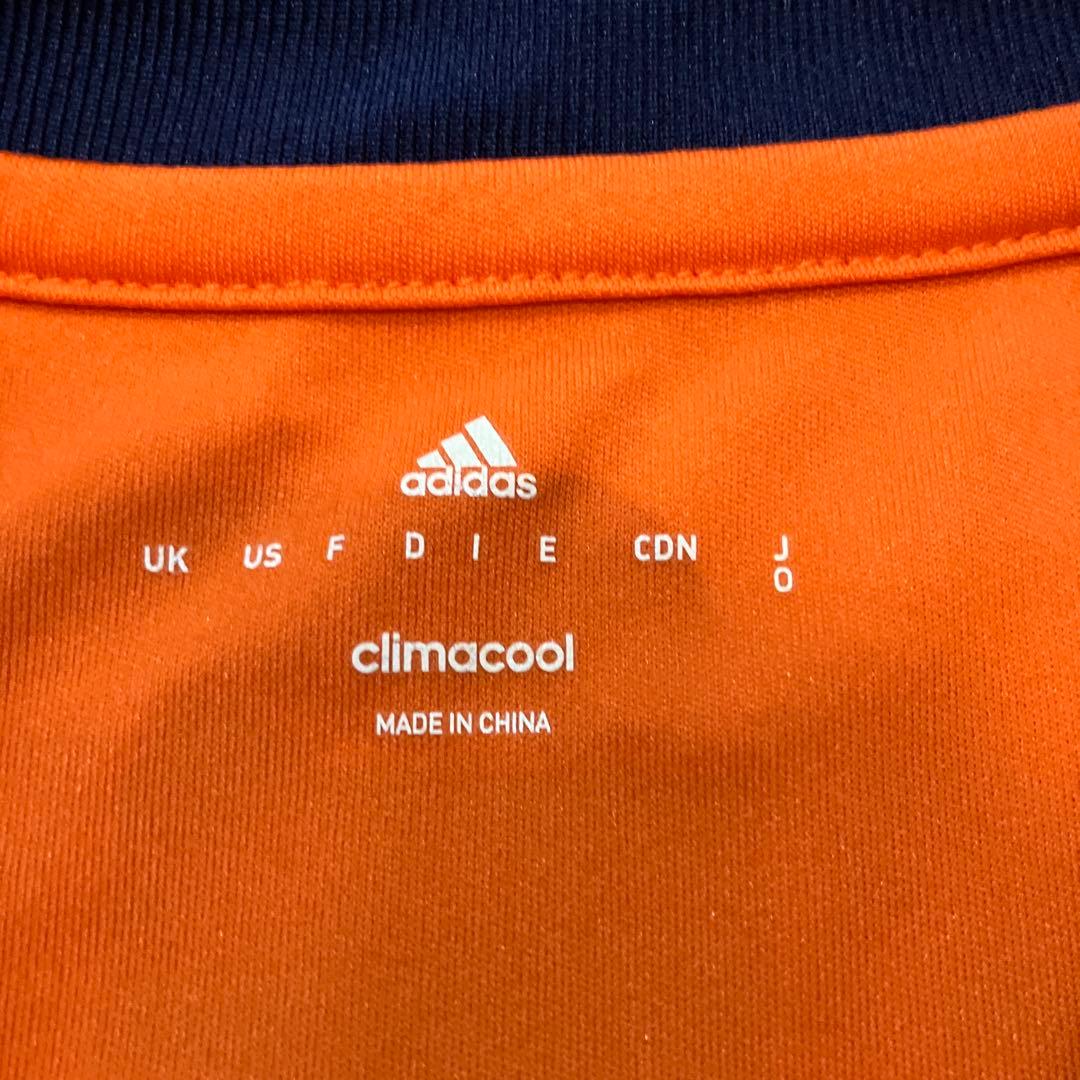 adidas
UK US F D I E CDN J
O
climacool
MADE IN CHINA